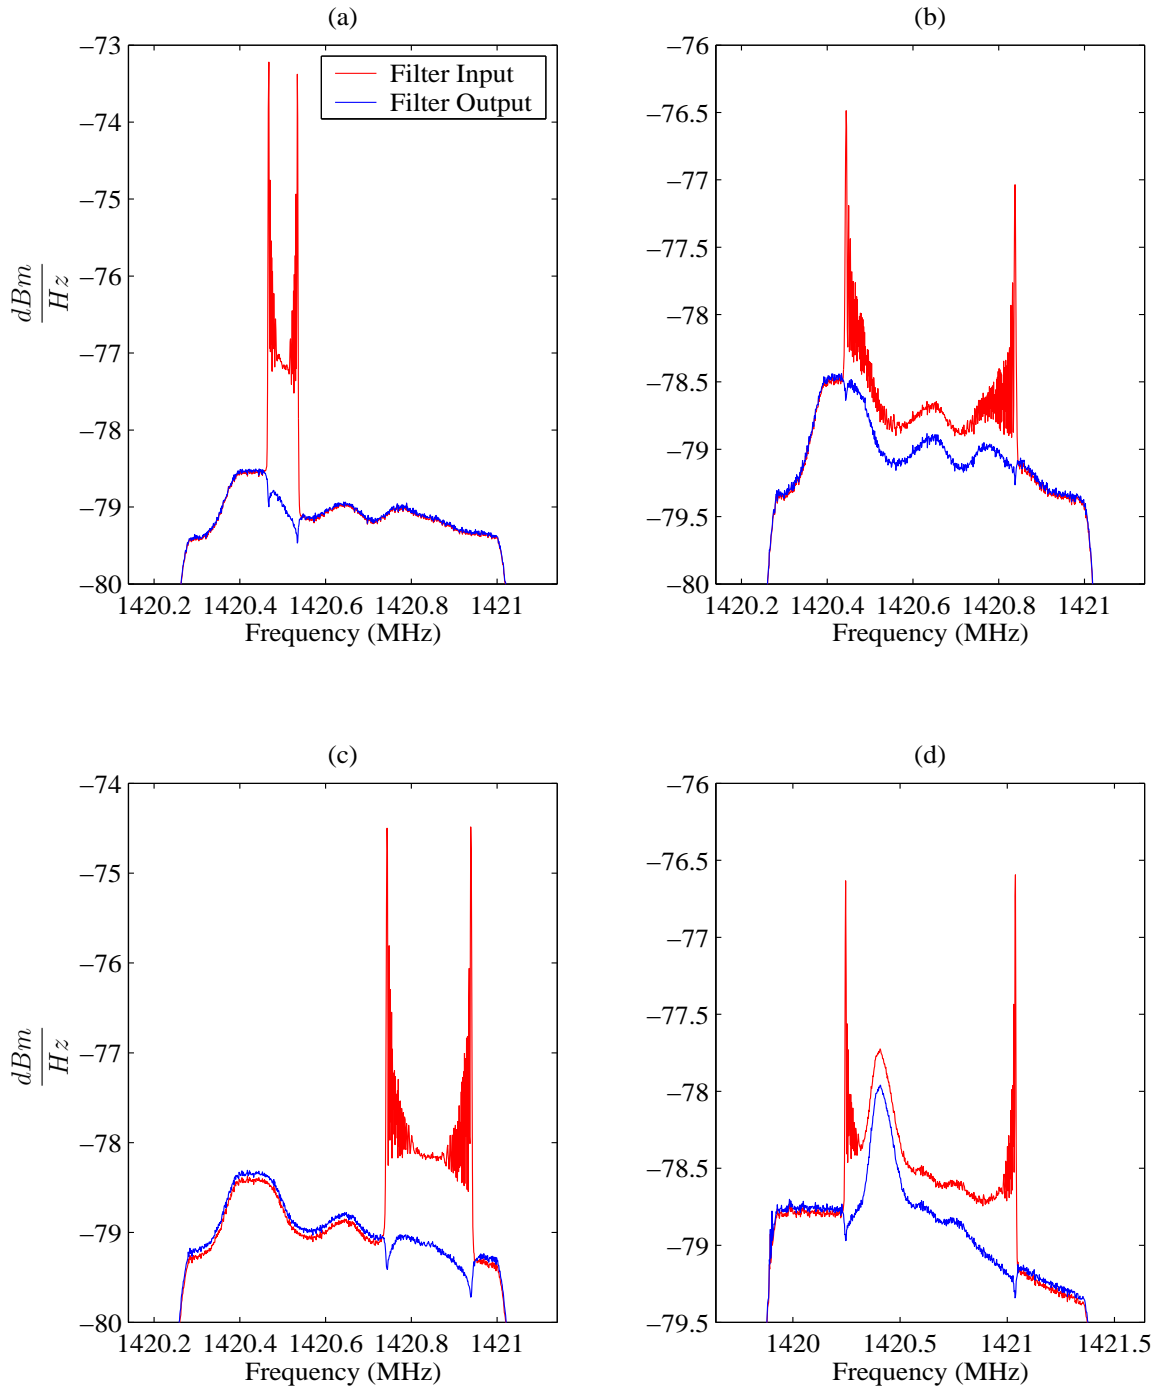 (a)
−73
−74
−75
−76
−77
−78
−79
−80
1420.2 1420.4 1420.6 1420.8 1421
Frequency (MHz)
dBm
Hz
Filter Input
Filter Output
(b)
−76
−76.5
−77
−77.5
−78
−78.5
−79
−79.5
−80
1420.2 1420.4 1420.6 1420.8 1421
Frequency (MHz)
(c)
−74
−75
−76
−77
−78
−79
−80
1420.2 1420.4 1420.6 1420.8 1421
Frequency (MHz)
dBm
Hz
(d)
−76
−76.5
−77
−77.5
−78
−78.5
−79
−79.5
1420 1420.5 1421 1421.5
Frequency (MHz)